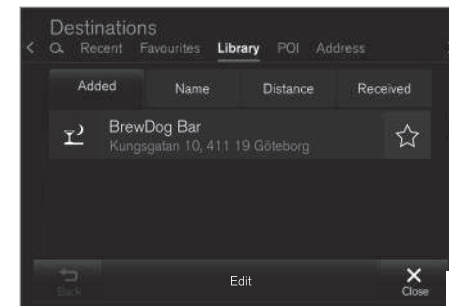 Destinations
Recent Favourites Library POI Address
Added Name Distance Received
BrewDog Bar
Kungsgatan 10, 411 19 Göteborg
Back Edit Close